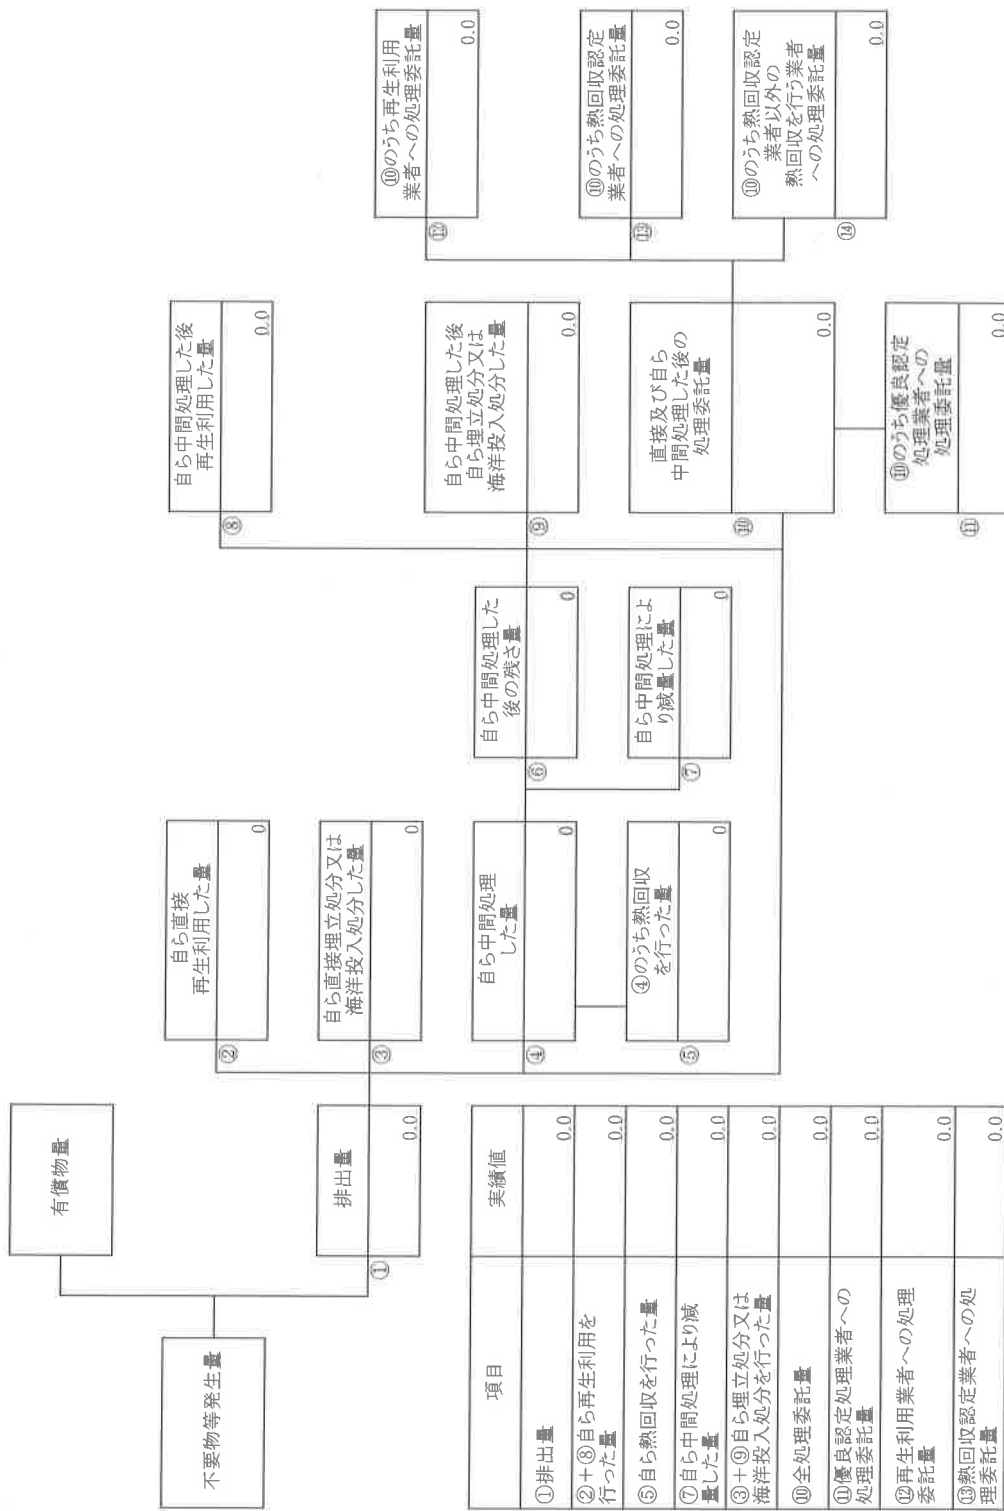 不要物等発生量
有償物量
排出量
①
0.0
自ら直接
再生利用した量
②
0
自ら直接埋立処分又は
海洋投入処分した量
③
0
自ら中間処理
した量
④
0
④のうち熱回収
を行った量
⑤
0
自ら中間処理した
後の残さ量
⑥
0
自ら中間処理によ
り減量した量
⑦
0
自ら中間処理した後
再生利用した量
⑧
0.0
自ら中間処理した後
自ら埋立処分又は
海洋投入処分した量
⑨
0.0
直接及び自ら
中間処理した後の
処理委託量
⑩
0.0
⑩のうち優良認定
処理業者への
処理委託量
⑪
0.0
⑩のうち再生利用
業者への処理委託量
⑫
0.0
⑩のうち熱回収認定
業者への処理委託量
⑬
0.0
⑩のうち熱回収認定
業者以外の
熱回収を行う業者
への処理委託量
⑭
0.0
項目
実績値
①排出量
0.0
②+⑧自ら再生利用を
行った量
0.0
⑤自ら熱回収を行った量
0.0
⑦自ら中間処理により減
量した量
0.0
③+⑨自ら埋立処分又は
海洋投入処分を行った量
0.0
⑩全処理委託量
0.0
⑪優良認定処理業者への
処理委託量
0.0
⑫再生利用業者への処理
委託量
0.0
⑬熱回収認定業者への処
理委託量
0.0